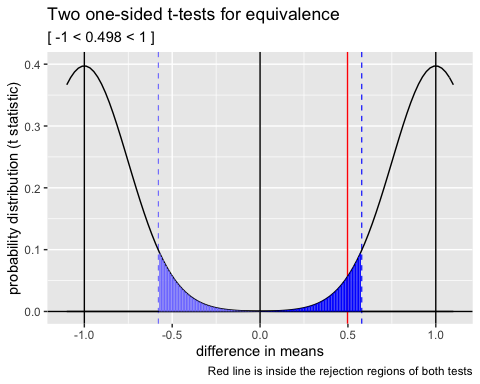 Two one-sided t-tests for equivalence
[ -1 < 0.498 < 1 ]
probability distribution (t statistic)
0.4
0.3
0.2
0.1
0.0
-1.0 -0.5 0.0 0.5 1.0
difference in means
Red line is inside the rejection regions of both tests